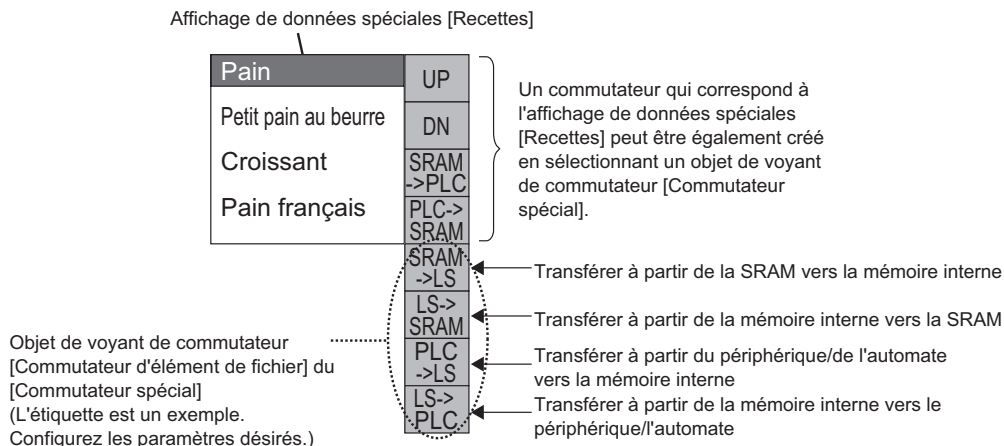 Affichage de données spéciales [Recettes]
Pain
Petit pain au beurre
Croissant
Pain français
UP
DN
SRAM
->PLC
PLC->
SRAM
SRAM
->LS
LS->
SRAM
PLC
->LS
LS->
PLC
Un commutateur qui correspond à
l'affichage de données spéciales
[Recettes] peut être également créé
en sélectionnant un objet de voyant
de commutateur [Commutateur
spécial].
Transférer à partir de la SRAM vers la mémoire interne
Transférer à partir de la mémoire interne vers la SRAM
Transférer à partir du périphérique/de l'automate
vers la mémoire interne
Transférer à partir de la mémoire interne vers le
périphérique/l'automate
Objet de voyant de commutateur
[Commutateur d'élément de fichier] du
[Commutateur spécial]
(L'étiquette est un exemple.
Configurez les paramètres désirés.)